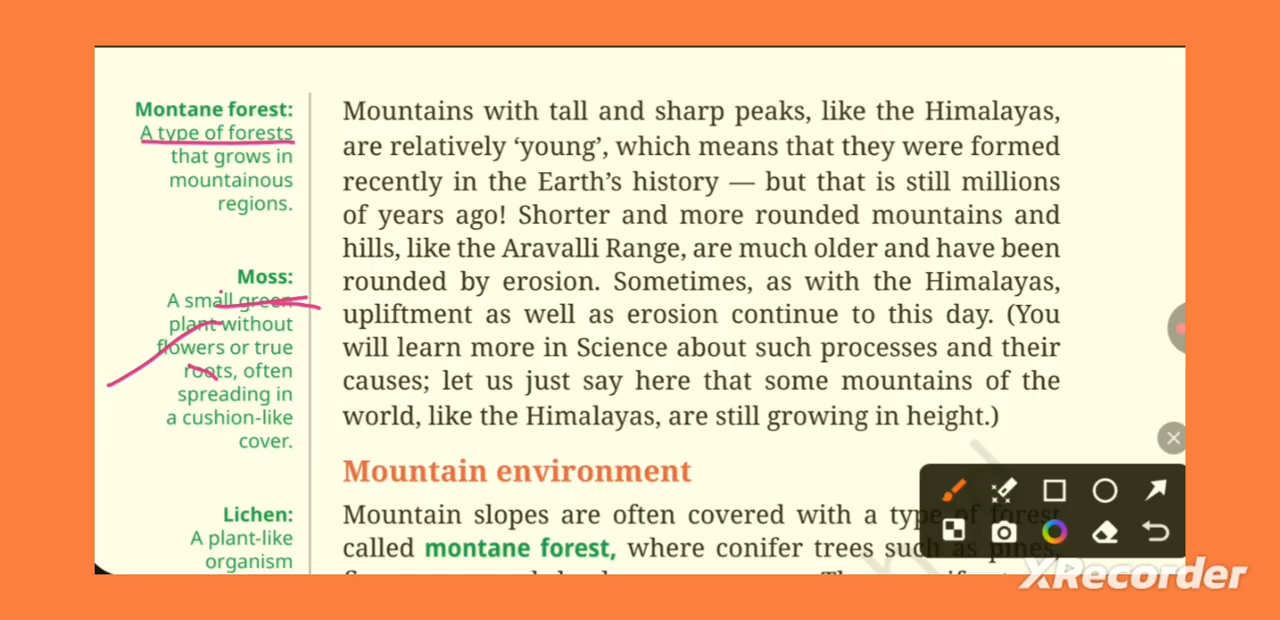 Montane forest:
A type of forests
that grows in
mountainous
regions.
Moss:
A small green
plant without
flowers or true
roots, often
spreading in
a cushion-like
cover.
Lichen:
A plant-like
organism
Mountains with tall and sharp peaks, like the Himalayas,
are relatively ‘young’, which means that they were formed
recently in the Earth’s history — but that is still millions
of years ago! Shorter and more rounded mountains and
hills, like the Aravalli Range, are much older and have been
rounded by erosion. Sometimes, as with the Himalayas,
upliftment as well as erosion continue to this day. (You
will learn more in Science about such processes and their
causes; let us just say here that some mountains of the
world, like the Himalayas, are still growing in height.)
Mountain environment
Mountain slopes are often covered with a type of forest
called montane forest, where conifer trees such as pines,
XRecorder